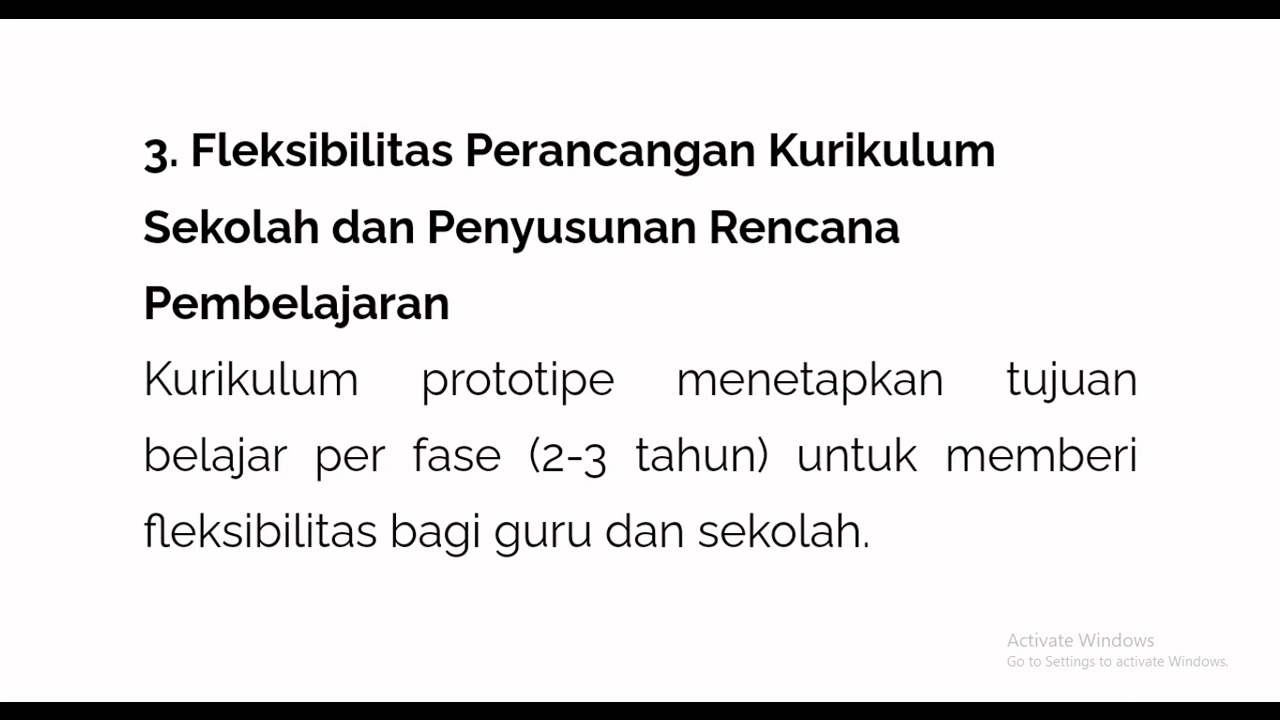 3. Fleksibilitas Perancangan Kurikulum
Sekolah dan Penyusunan Rencana
Pembelajaran
Kurikulum prototipe menetapkan tujuan
belajar per fase (2-3 tahun) untuk memberi
fleksibilitas bagi guru dan sekolah.
Activate Windows
Go to Settings to activate Windows.